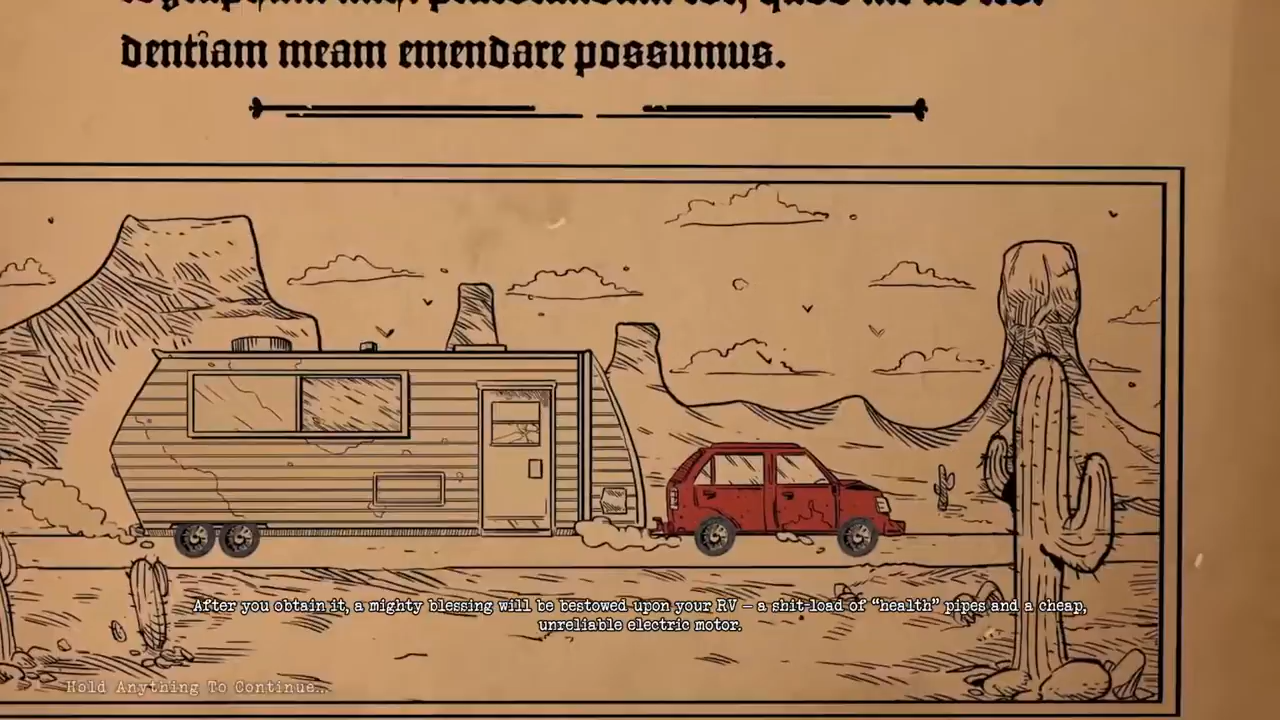 dentiam meam emendare possumus.
After you obtain it, a mighty blessing will be bestowed upon your RV – a shit-load of “health” pipes and a cheap,
unreliable electric motor.
Hold Anything To Continue...